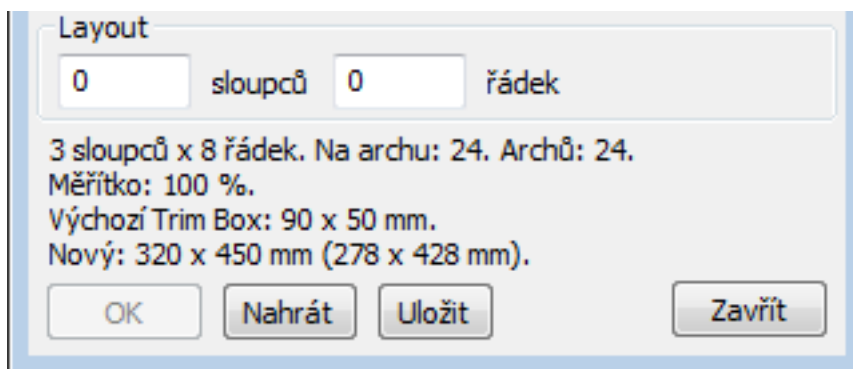 Layout
0 sloupců 0 řádek
3 sloupců x 8 řádek. Na archu: 24. Archů: 24.
Měřítko: 100 %.
Výchozí Trim Box: 90 x 50 mm.
Nový: 320 x 450 mm (278 x 428 mm).
OK Nahrát Uložit Zavřít